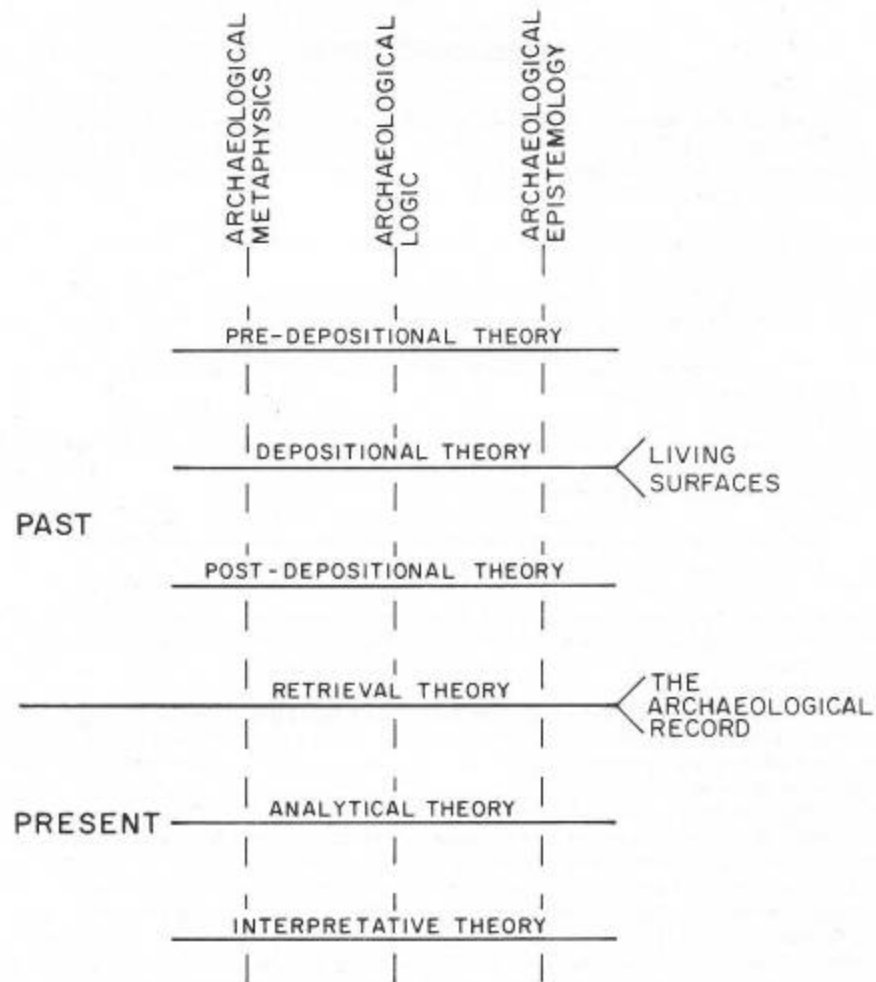 ARCHAEOLOGICAL
METAPHYSICS
ARCHAEOLOGICAL
LOGIC
ARCHAEOLOGICAL
EPISTEMOLOGY
PRE-DEPOSITIONAL THEORY
DEPOSITIONAL THEORY
LIVING
SURFACES
PAST
POST-DEPOSITIONAL THEORY
RETRIEVAL THEORY
THE
ARCHAEOLOGICAL
RECORD
ANALYTICAL THEORY
PRESENT
INTERPRETATIVE THEORY